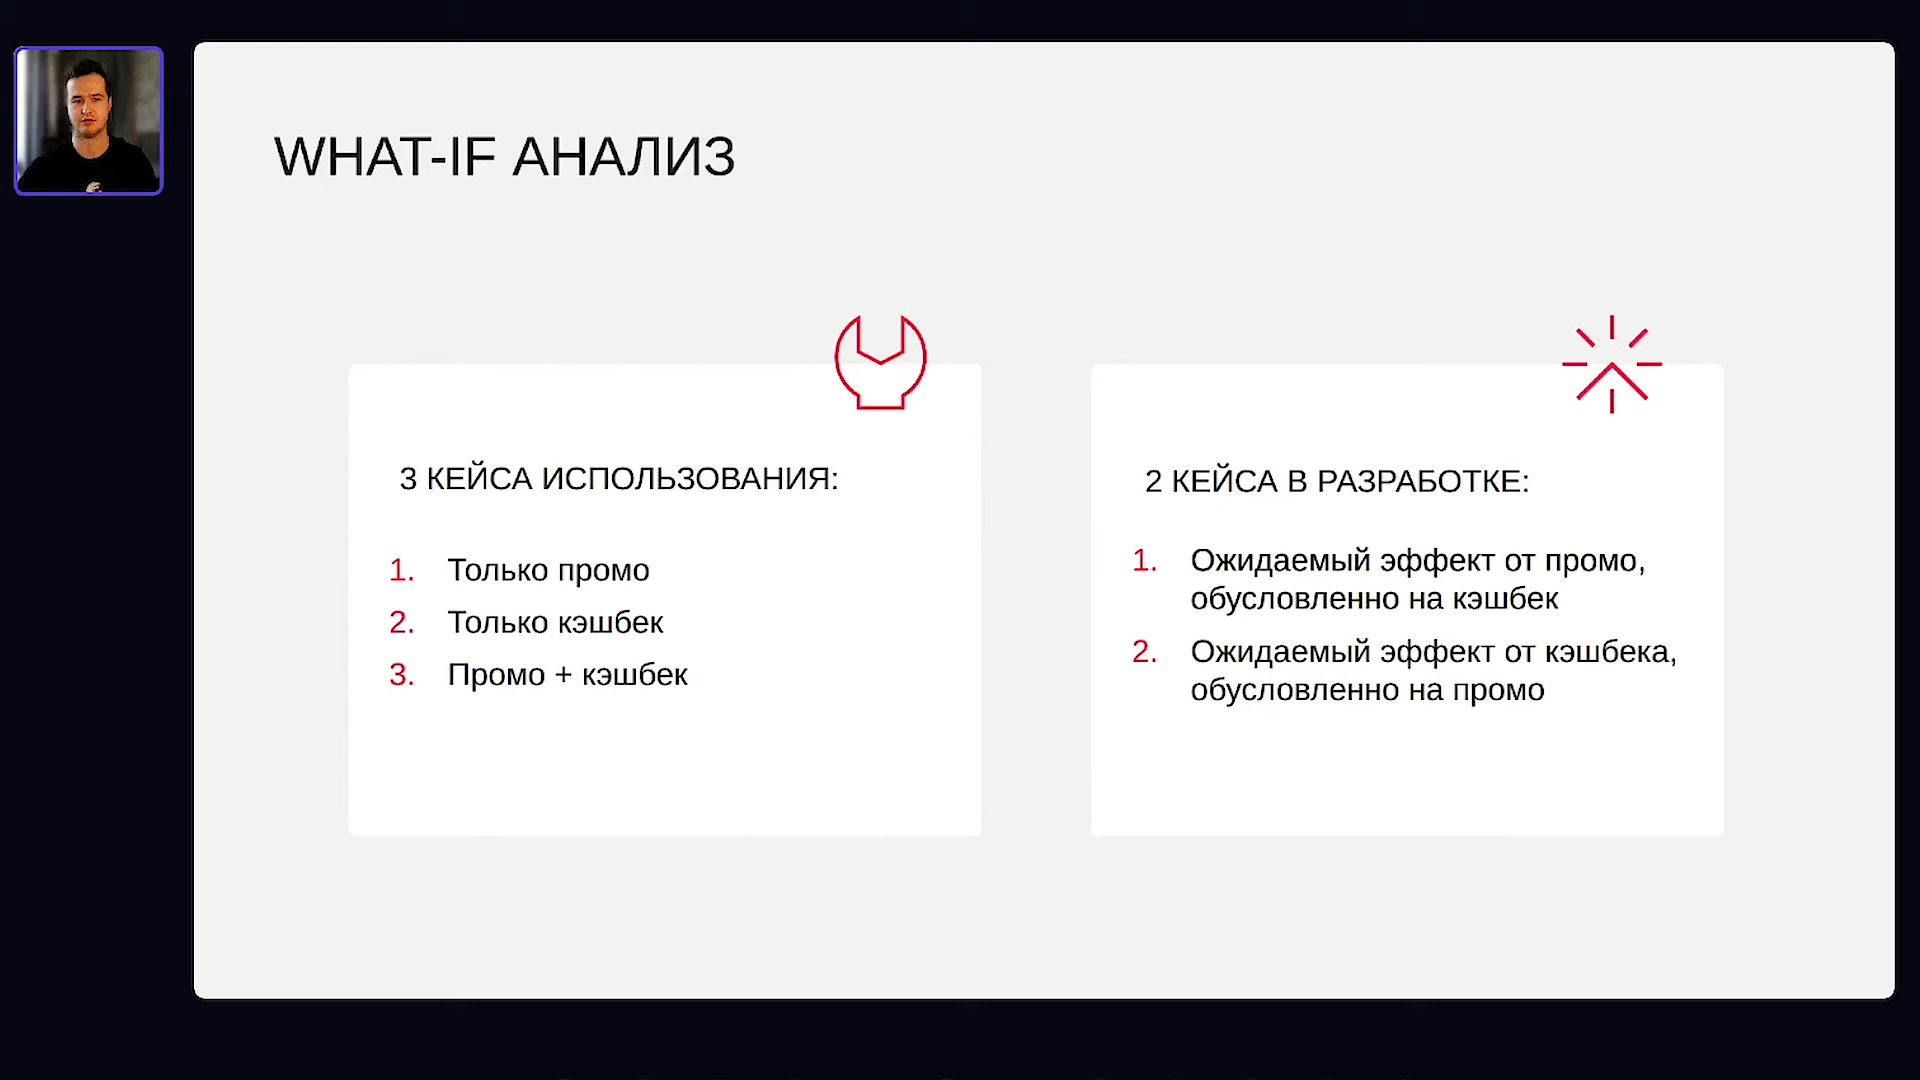 WHAT-IF АНАЛИЗ
3 КЕЙСА ИСПОЛЬЗОВАНИЯ:
1. Только промо
2. Только кэшбек
3. Промо + кэшбек
2 КЕЙСА В РАЗРАБОТКЕ:
1. Ожидаемый эффект от промо,
обусловленно на кэшбек
2. Ожидаемый эффект от кэшбека,
обусловленно на промо